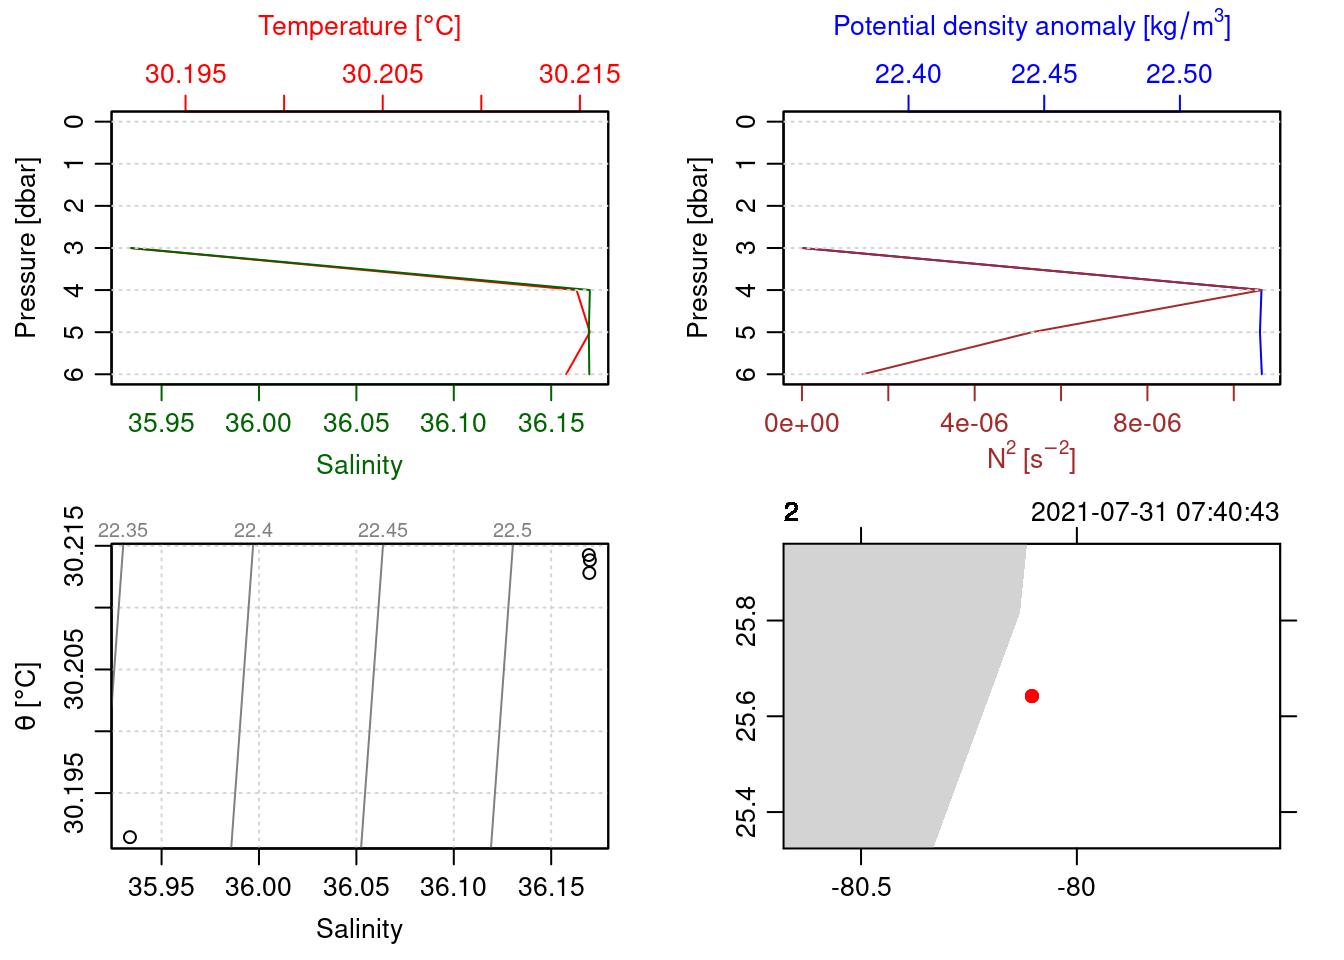 Temperature [°C]
30.195 30.205 30.215
0
1
2
3
4
5
6
Pressure [dbar]
35.95 36.00 36.05 36.10 36.15
Salinity
Potential density anomaly [kg/m³]
22.40 22.45 22.50
0
1
2
3
4
5
6
Pressure [dbar]
0e+00 4e-06 8e-06
N² [s⁻²]
22.35 22.4 22.45 22.5
30.215
30.205
30.195
θ [°C]
35.95 36.00 36.05 36.10 36.15
Salinity
2 2021-07-31 07:40:43
25.8
25.6
25.4
-80.5 -80